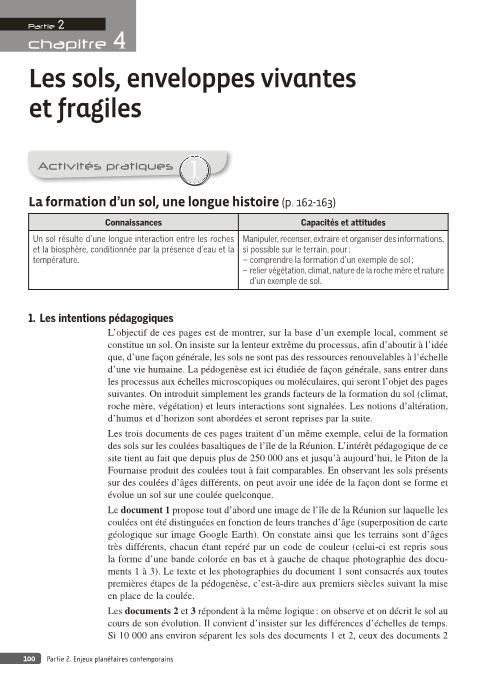 Partie 2
chapitre 4
Les sols, enveloppes vivantes
et fragiles
Activités pratiques 1
La formation d'un sol, une longue histoire (p. 162-163)
Connaissances
Un sol résulte d'une longue interaction entre les roches
et la biosphère, conditionnée par la présence d'eau et la
température.
Capacités et attitudes
Manipuler, recenser, extraire et organiser des informations,
si possible sur le terrain, pour :
– comprendre la formation d'un exemple de sol ;
– relier végétation, climat, nature de la roche mère et nature
d'un exemple de sol.
1. Les intentions pédagogiques
L'objectif de ces pages est de montrer, sur la base d'un exemple local, comment se
constitue un sol. On insiste sur la lenteur extrême du processus, afin d'aboutir à l'idée
que, d'une façon générale, les sols ne sont pas des ressources renouvelables à l'échelle
d'une vie humaine. La pédogenèse est ici étudiée de façon générale, sans entrer dans
les processus aux échelles microscopiques ou moléculaires, qui seront l'objet des pages
suivantes. On introduit simplement les grands facteurs de la formation du sol (climat,
roche mère, végétation) et leurs interactions sont signalées. Les notions d'altération,
d'humus et d'horizon sont abordées et seront reprises par la suite.
Les trois documents de ces pages traitent d'un même exemple, celui de la formation
des sols sur les coulées basaltiques de l'île de la Réunion. L'intérêt pédagogique de ce
site tient au fait que depuis plus de 250 000 ans et jusqu'à aujourd'hui, le Piton de la
Fournaise produit des coulées tout à fait comparables. En observant les sols présents
sur des coulées d'âges différents, on peut avoir une idée de la façon dont se forme et
évolue un sol sur une coulée quelconque.
Le document 1 propose tout d'abord une image de l'île de la Réunion sur laquelle les
coulées ont été distinguées en fonction de leurs tranches d'âge (superposition de carte
géologique sur image Google Earth). On constate ainsi que les terrains sont d'âges
très différents, chacun étant repéré par un code de couleur (celui-ci est repris sous
la forme d'une bande colorée en bas et à gauche de chaque photographie des docu-
ments 1 à 3). Le texte et les photographies du document 1 sont consacrés aux toutes
premières étapes de la pédogenèse, c'est-à-dire aux premiers siècles suivant la mise
en place de la coulée.
Les documents 2 et 3 répondent à la même logique : on observe et on décrit le sol au
cours de son évolution. Il convient d'insister sur les différences d'échelles de temps.
Si 10 000 ans environ séparent les sols des documents 1 et 2, ceux des documents 2
100 Partie 2. Enjeux planétaires contemporains